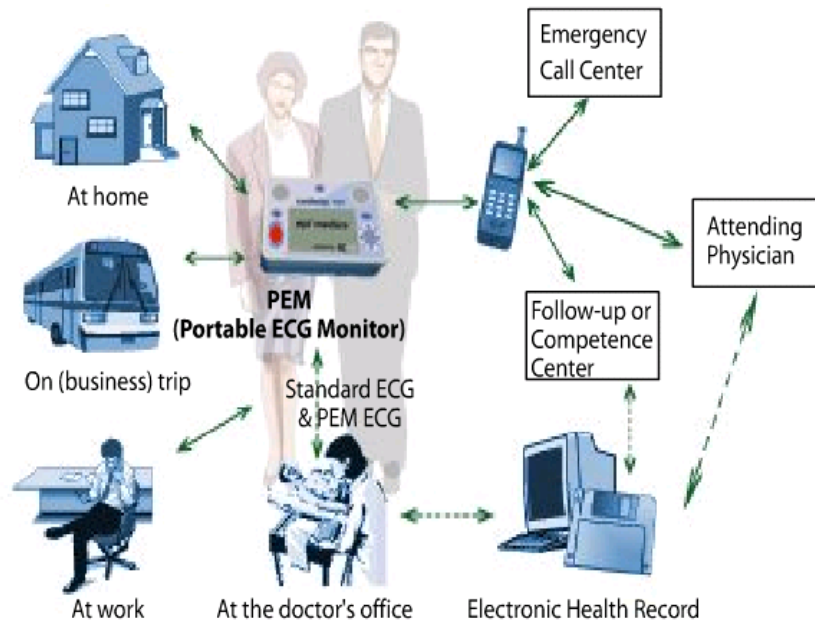 Emergency
Call Center
At home
Attending
Physician
PEM
(Portable ECG Monitor)
Follow-up or
Competence
Center
On (business) trip
Standard ECG
& PEM ECG
At work
At the doctor's office
Electronic Health Record